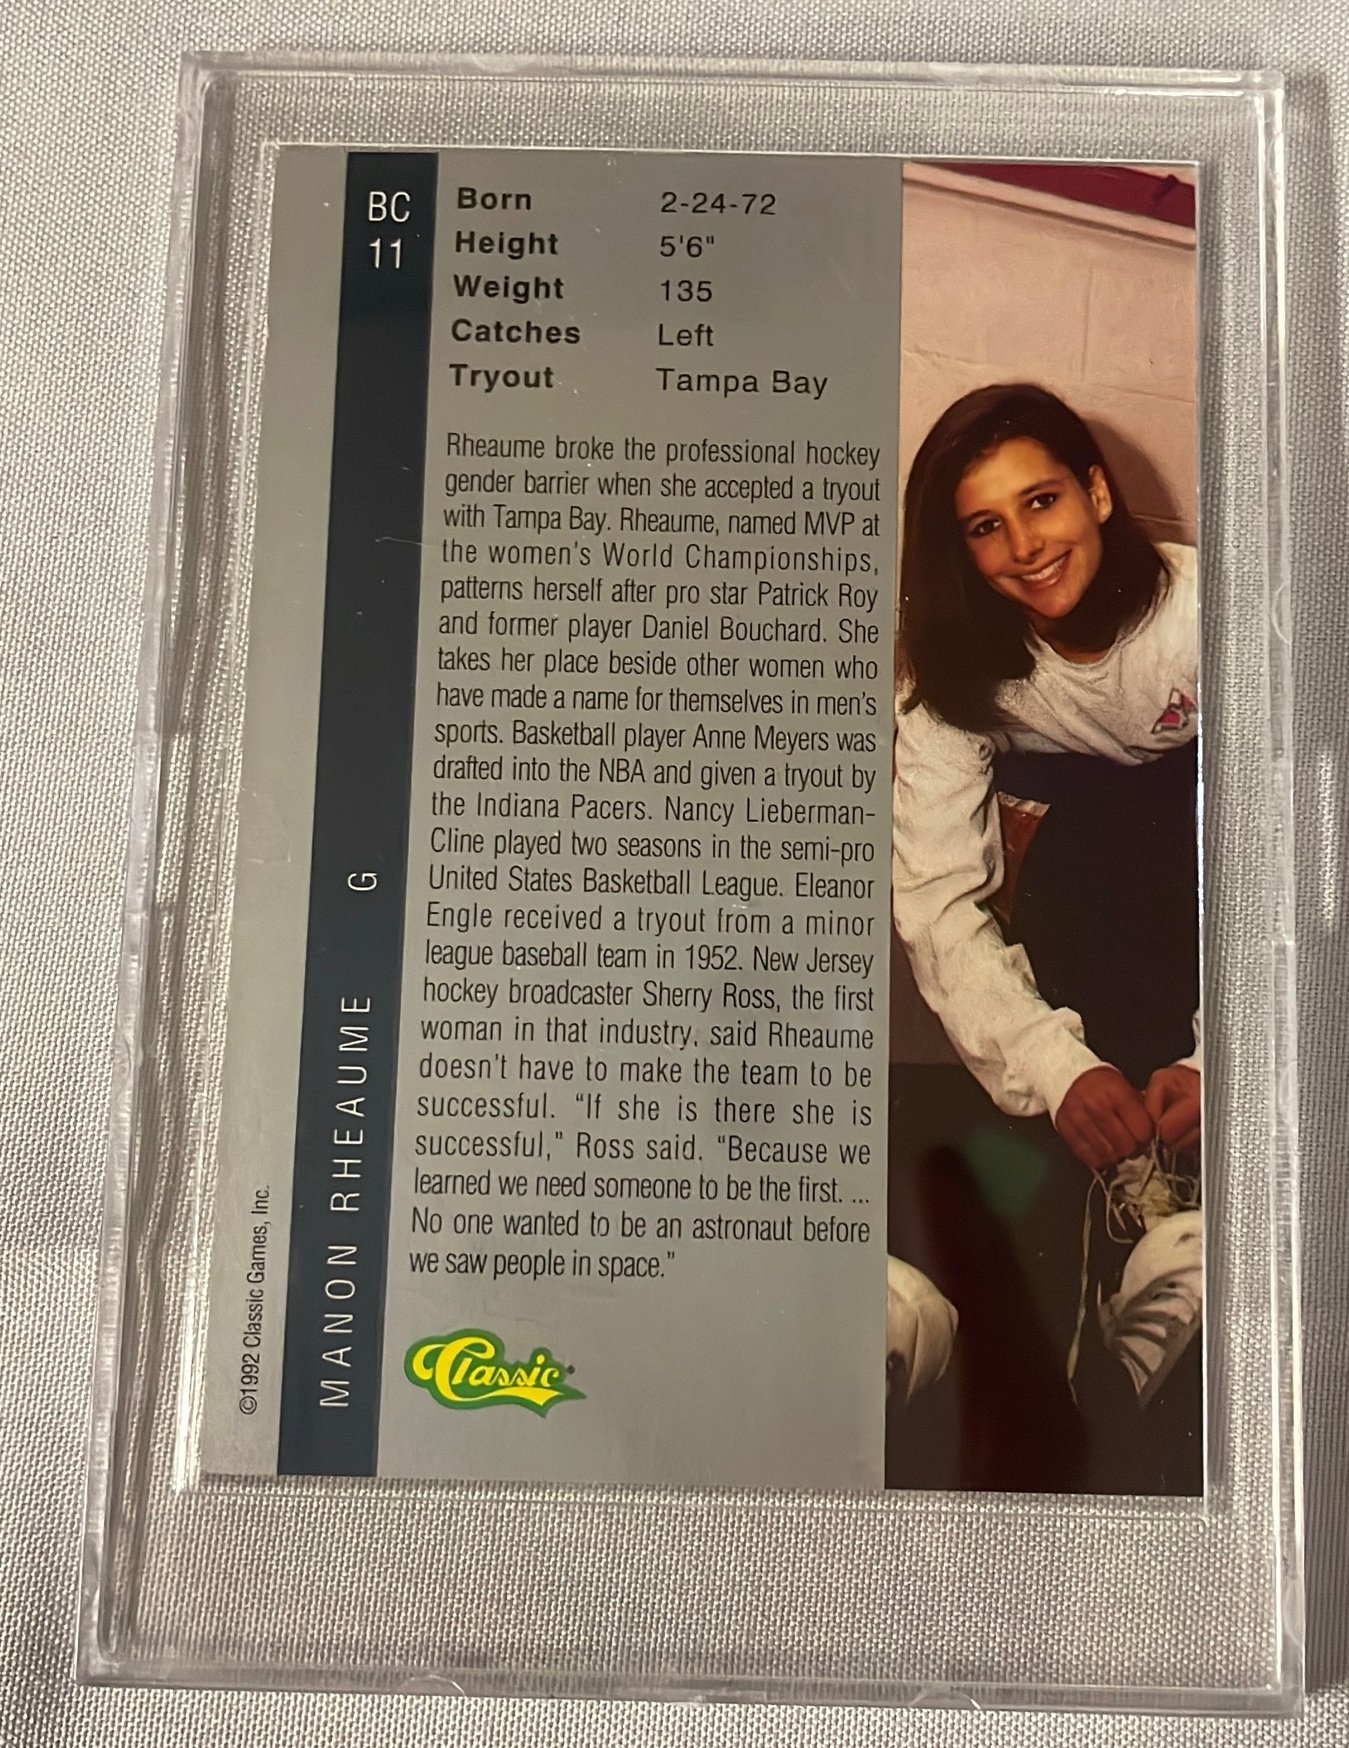 BC
11
Born 2-24-72
Height 5'6"
Weight 135
Catches Left
Tryout Tampa Bay
Rheaume broke the professional hockey
gender barrier when she accepted a tryout
with Tampa Bay. Rheaume, named MVP at
the women's World Championships,
patterns herself after pro star Patrick Roy
and former player Daniel Bouchard. She
takes her place beside other women who
have made a name for themselves in men's
sports. Basketball player Anne Meyers was
drafted into the NBA and given a tryout by
the Indiana Pacers. Nancy Lieberman-
Cline played two seasons in the semi-pro
United States Basketball League. Eleanor
Engle received a tryout from a minor
league baseball team in 1952. New Jersey
hockey broadcaster Sherry Ross, the first
woman in that industry, said Rheaume
doesn't have to make the team to be
successful. “If she is there she is
successful,” Ross said. “Because we
learned we need someone to be the first. ...
No one wanted to be an astronaut before
we saw people in space.”
Classic
MANON RHEAUME G
©1992 Classic Games, Inc.